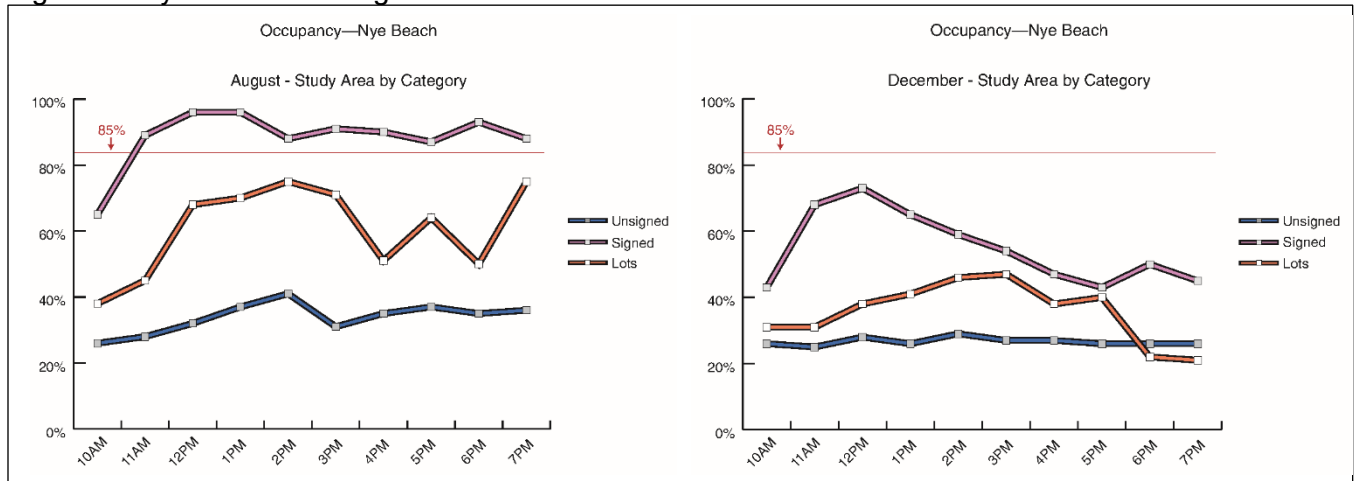 Occupancy—Nye Beach
August - Study Area by Category
100%
85%
80%
60%
40%
20%
0%
10AM
11AM
12PM
1PM
2PM
3PM
4PM
5PM
6PM
7PM
Unsigned
Signed
Lots
Occupancy—Nye Beach
December - Study Area by Category
100%
85%
80%
60%
40%
20%
0%
10AM
11AM
12PM
1PM
2PM
3PM
4PM
5PM
6PM
7PM
Unsigned
Signed
Lots